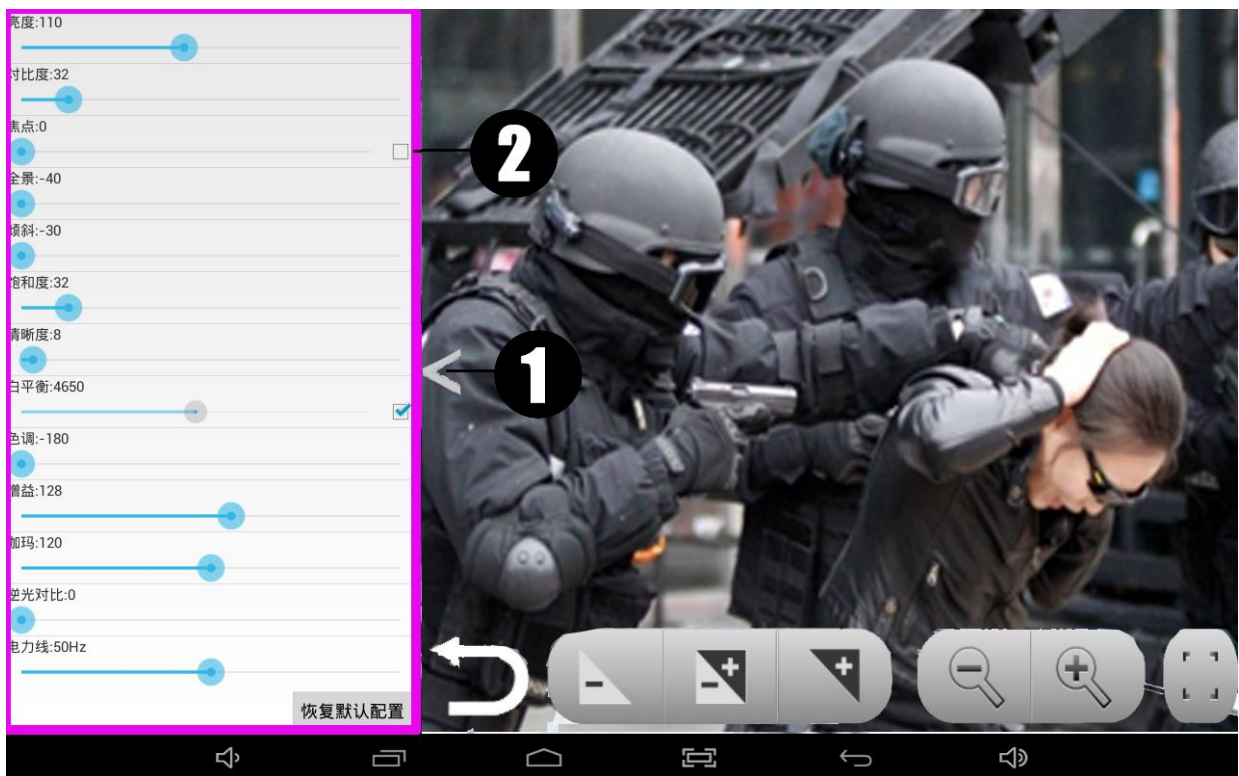 亮度:110
对比度:32
焦点:0
全景:-40
倾斜:-30
饱和度:32
清晰度:8
白平衡:4650
色调:-180
增益:128
伽玛:120
逆光对比:0
电力线:50Hz
恢复默认配置
2
1